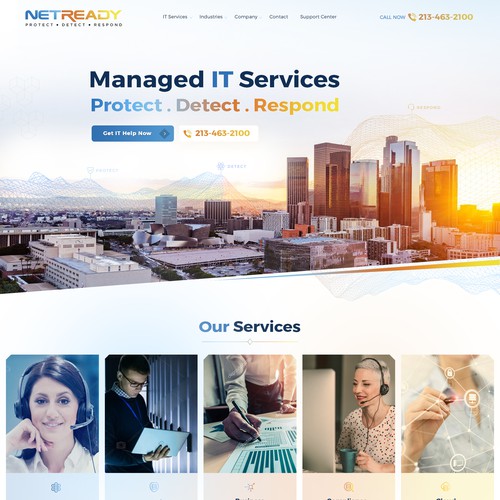 NETREADY
PROTECT • DETECT • RESPOND
IT Services
Industries
Company
Contact
Support Center
CALL NOW 213-463-2100
Managed IT Services
Protect . Detect . Respond
Get IT Help Now
213-463-2100
RESPOND
PROTECT
DETECT
Our Services